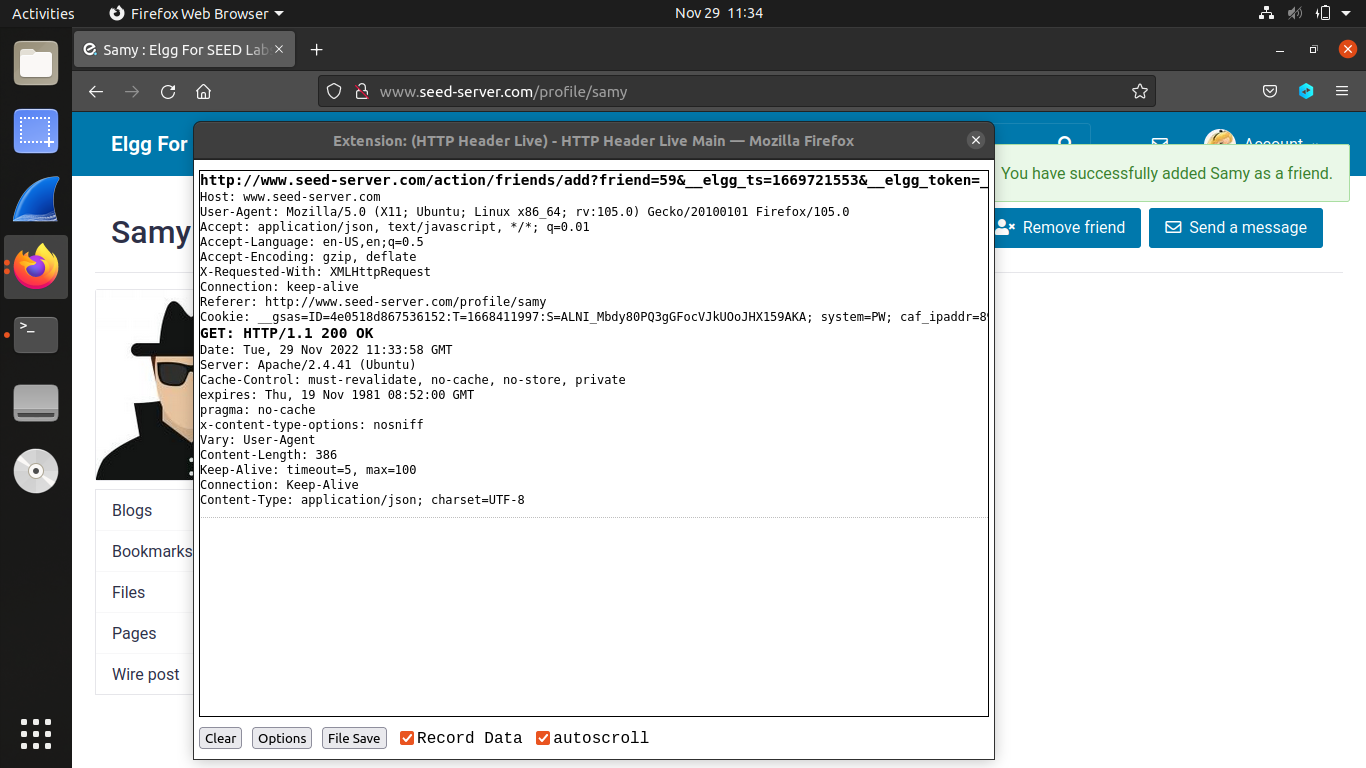 Activities
Firefox Web Browser
Nov 29 11:34
Samy : Elgg For SEED Lab
www.seed-server.com/profile/samy
Elgg For
Account
Extension: (HTTP Header Live) - HTTP Header Live Main — Mozilla Firefox
You have successfully added Samy as a friend.
Samy
Remove friend
Send a message
http://www.seed-server.com/action/friends/add?friend=59&__elgg_ts=1669721553&__elgg_token=_
Host: www.seed-server.com
User-Agent: Mozilla/5.0 (X11; Ubuntu; Linux x86_64; rv:105.0) Gecko/20100101 Firefox/105.0
Accept: application/json, text/javascript, */*; q=0.01
Accept-Language: en-US,en;q=0.5
Accept-Encoding: gzip, deflate
X-Requested-With: XMLHttpRequest
Connection: keep-alive
Referer: http://www.seed-server.com/profile/samy
Cookie: __gsas=ID=4e0518d867536152:T=1668411997:S=ALNI_Mbdy80PQ3gGFocVJkUOoJHX159AKA; system=PW; caf_ipaddr=89
GET: HTTP/1.1 200 OK
Date: Tue, 29 Nov 2022 11:33:58 GMT
Server: Apache/2.4.41 (Ubuntu)
Cache-Control: must-revalidate, no-cache, no-store, private
expires: Thu, 19 Nov 1981 08:52:00 GMT
pragma: no-cache
x-content-type-options: nosniff
Vary: User-Agent
Content-Length: 386
Keep-Alive: timeout=5, max=100
Connection: Keep-Alive
Content-Type: application/json; charset=UTF-8
Blogs
Bookmarks
Files
Pages
Wire post
Clear
Options
File Save
Record Data
autoscroll